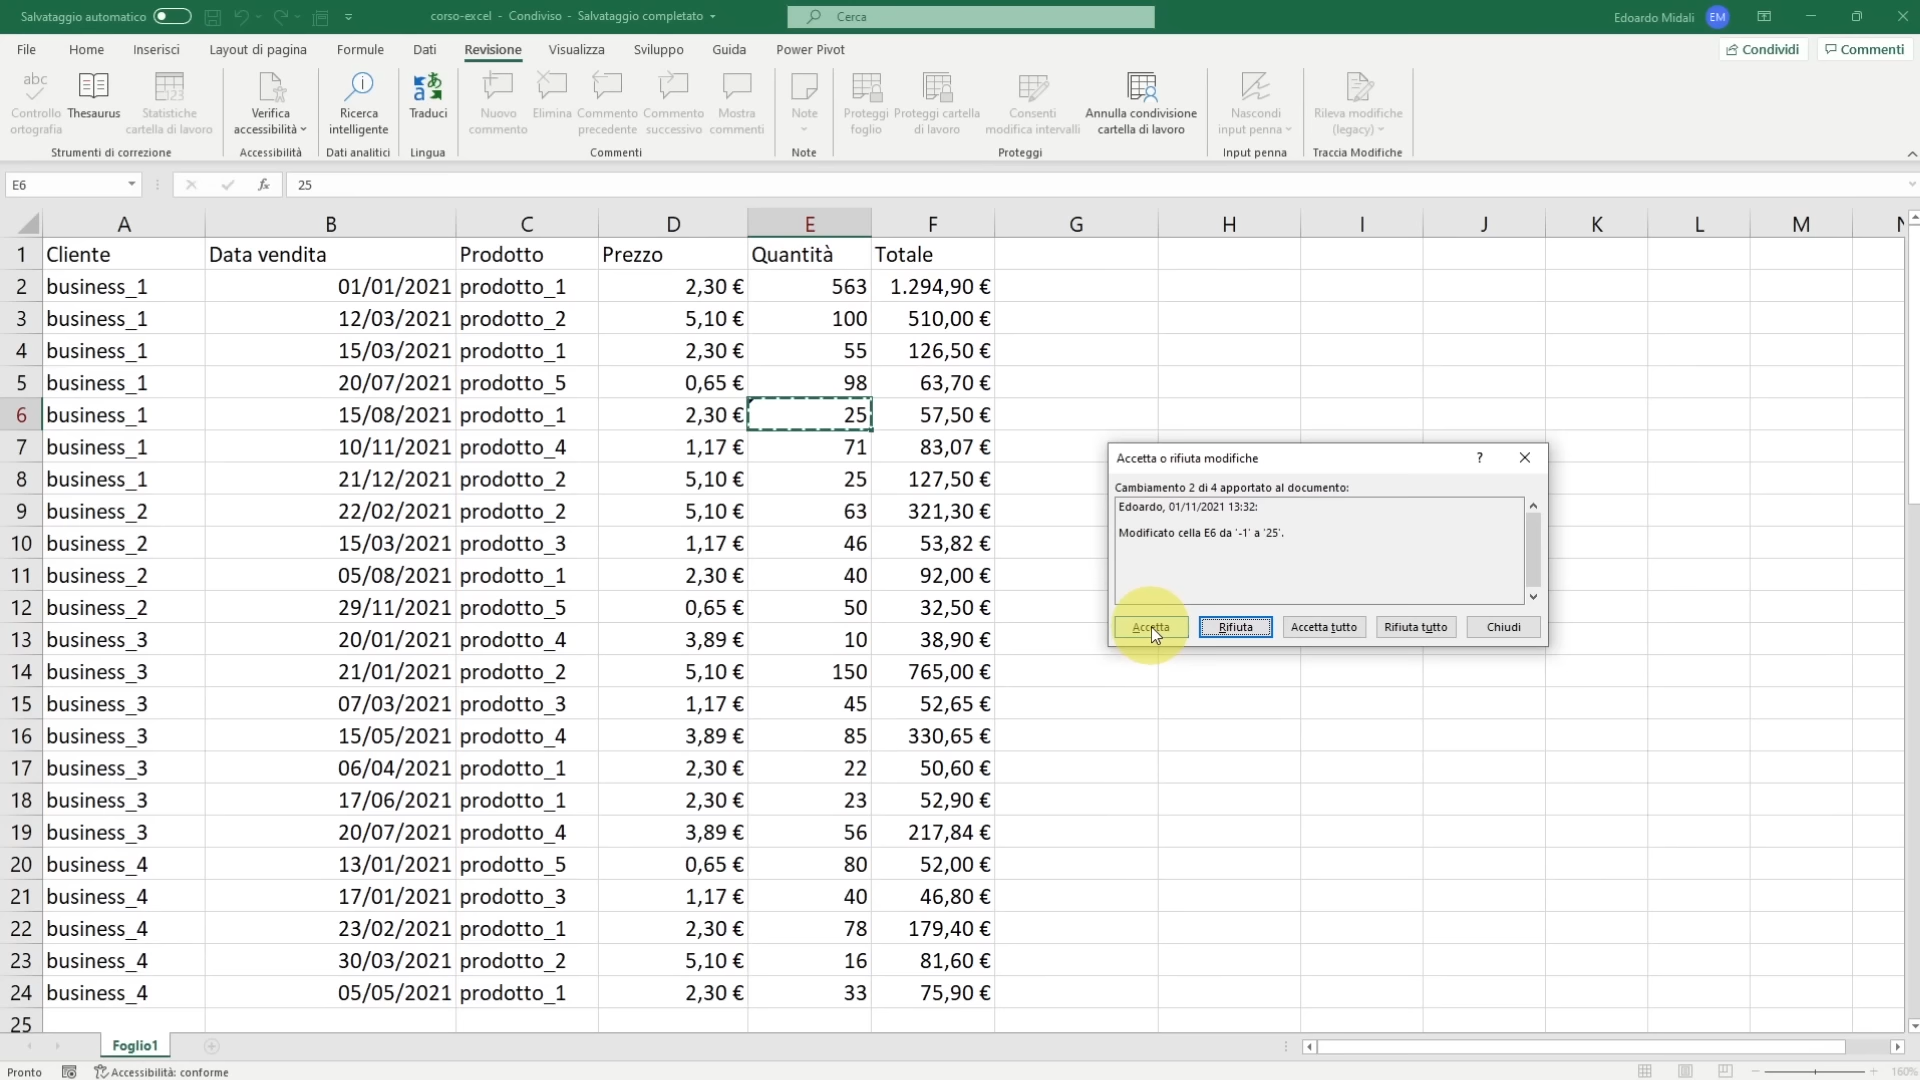 Salvataggio automatico
corso-excel - Condiviso - Salvataggio completato
Cerca
Edoardo Midali EM
File Home Inserisci Layout di pagina Formule Dati Revisione Visualizza Sviluppo Guida Power Pivot
Condividi Commenti
Controllo ortografia
Thesaurus
Statistiche cartella di lavoro
Verifica accessibilità
Ricerca intelligente
Traduci
Nuovo commento
Elimina
Commento precedente
Commento successivo
Mostra commenti
Note
Proteggi foglio
Proteggi cartella di lavoro
Consenti modifica intervalli
Annulla condivisione cartella di lavoro
Nascondi input penna
Rileva modifiche (legacy)
Strumenti di correzione Accessibilità Dati analitici Lingua Commenti Note Proteggi Input penna Traccia Modifiche
E6 fx 25
A B C D E F G H I J K L M N
1 Cliente Data vendita Prodotto Prezzo Quantità Totale
2 business_1 01/01/2021 prodotto_1 2,30 € 563 1.294,90 €
3 business_1 12/03/2021 prodotto_2 5,10 € 100 510,00 €
4 business_1 15/03/2021 prodotto_1 2,30 € 55 126,50 €
5 business_1 20/07/2021 prodotto_5 0,65 € 98 63,70 €
6 business_1 15/08/2021 prodotto_1 2,30 € 25 57,50 €
7 business_1 10/11/2021 prodotto_4 1,17 € 71 83,07 €
8 business_1 21/12/2021 prodotto_2 5,10 € 25 127,50 €
9 business_2 22/02/2021 prodotto_2 5,10 € 63 321,30 €
10 business_2 15/03/2021 prodotto_3 1,17 € 46 53,82 €
11 business_2 05/08/2021 prodotto_1 2,30 € 40 92,00 €
12 business_2 29/11/2021 prodotto_5 0,65 € 50 32,50 €
13 business_3 20/01/2021 prodotto_4 3,89 € 10 38,90 €
14 business_3 21/01/2021 prodotto_2 5,10 € 150 765,00 €
15 business_3 07/03/2021 prodotto_3 1,17 € 45 52,65 €
16 business_3 15/05/2021 prodotto_4 3,89 € 85 330,65 €
17 business_3 06/04/2021 prodotto_1 2,30 € 22 50,60 €
18 business_3 17/06/2021 prodotto_1 2,30 € 23 52,90 €
19 business_3 20/07/2021 prodotto_4 3,89 € 56 217,84 €
20 business_4 13/01/2021 prodotto_5 0,65 € 80 52,00 €
21 business_4 17/01/2021 prodotto_3 1,17 € 40 46,80 €
22 business_4 23/02/2021 prodotto_1 2,30 € 78 179,40 €
23 business_4 30/03/2021 prodotto_2 5,10 € 16 81,60 €
24 business_4 05/05/2021 prodotto_1 2,30 € 33 75,90 €
25
Accetta o rifiuta modifiche ?
Cambiamento 2 di 4 apportato al documento:
Edoardo, 01/11/2021 13:32:
Modificato cella E6 da '-1' a '25'.
Accetta Rifiuta Accetta tutto Rifiuta tutto Chiudi
Foglio1
Pronto Accessibilità: conforme 160%